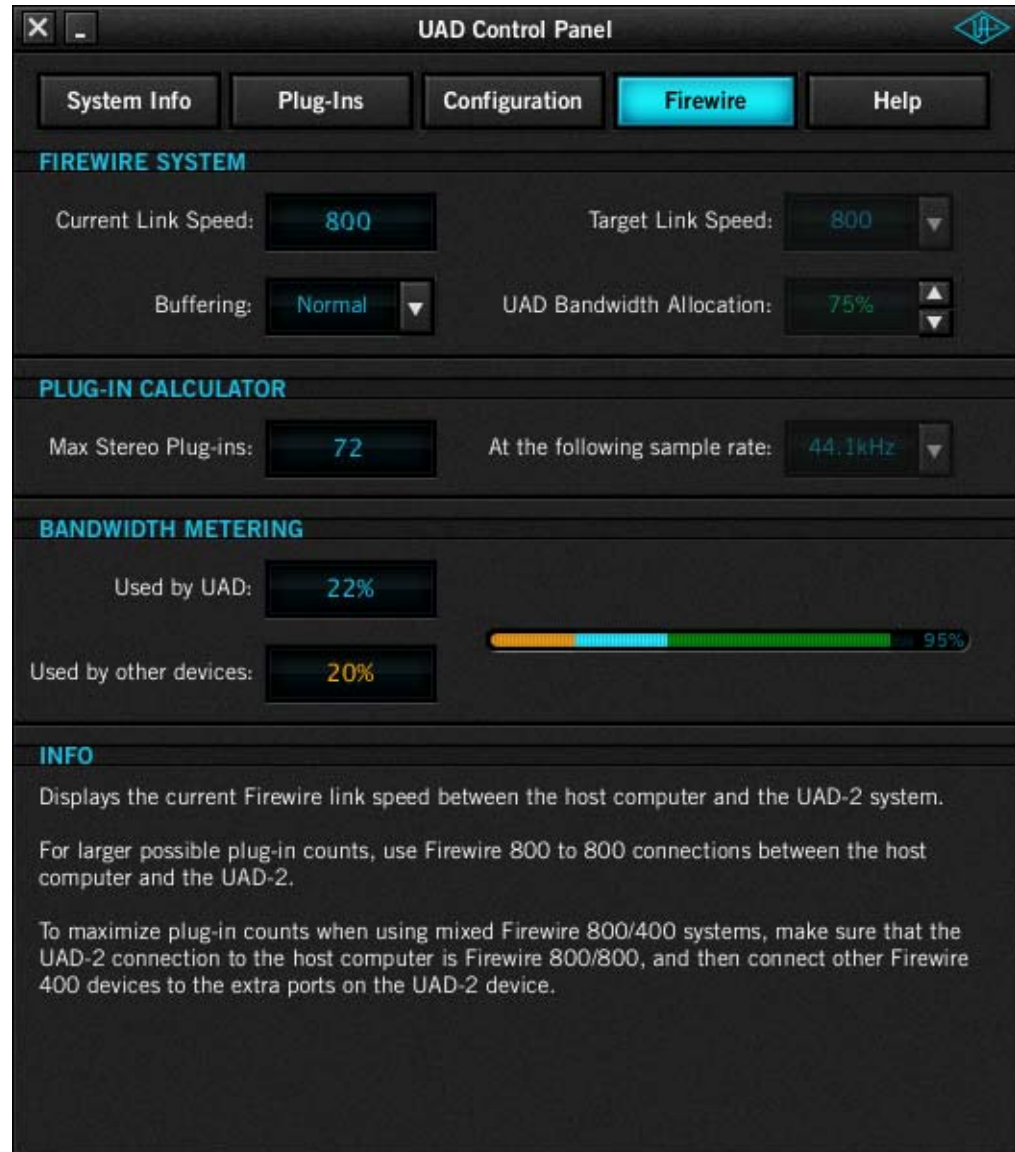 UAD Control Panel
System Info
Plug-Ins
Configuration
Firewire
Help
FIREWIRE SYSTEM
Current Link Speed: 800
Target Link Speed: 800
Buffering: Normal
UAD Bandwidth Allocation: 75%
PLUG-IN CALCULATOR
Max Stereo Plug-ins: 72
At the following sample rate: 44.1kHz
BANDWIDTH METERING
Used by UAD: 22%
95%
Used by other devices: 20%
INFO
Displays the current Firewire link speed between the host computer and the UAD-2 system.
For larger possible plug-in counts, use Firewire 800 to 800 connections between the host
computer and the UAD-2.
To maximize plug-in counts when using mixed Firewire 800/400 systems, make sure that the
UAD-2 connection to the host computer is Firewire 800/800, and then connect other Firewire
400 devices to the extra ports on the UAD-2 device.